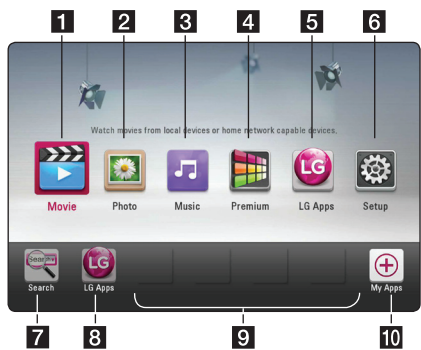 1 2 3 4 5 6
Watch movies from local devices or home network capable devices.
LG
Movie Photo Music Premium LG Apps Setup
Search LG
Search LG Apps My Apps
7 8 9 10